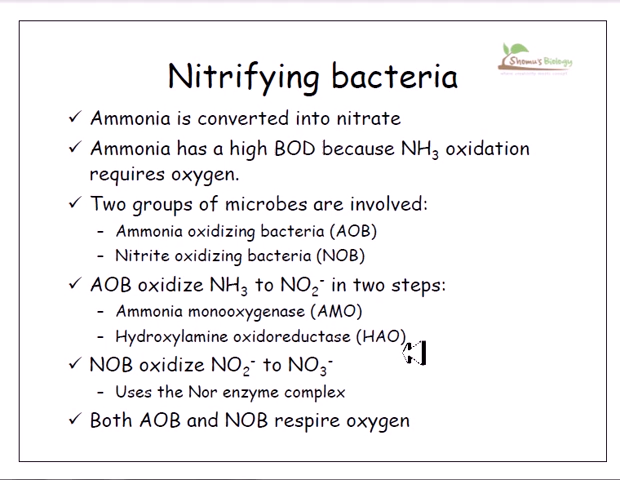 Shomu's Biology
Nitrifying bacteria
✓ Ammonia is converted into nitrate
✓ Ammonia has a high BOD because NH₃ oxidation
requires oxygen.
✓ Two groups of microbes are involved:
– Ammonia oxidizing bacteria (AOB)
– Nitrite oxidizing bacteria (NOB)
✓ AOB oxidize NH₃ to NO₂⁻ in two steps:
– Ammonia monooxygenase (AMO)
– Hydroxylamine oxidoreductase (HAO)
✓ NOB oxidize NO₂⁻ to NO₃⁻
– Uses the Nor enzyme complex
✓ Both AOB and NOB respire oxygen